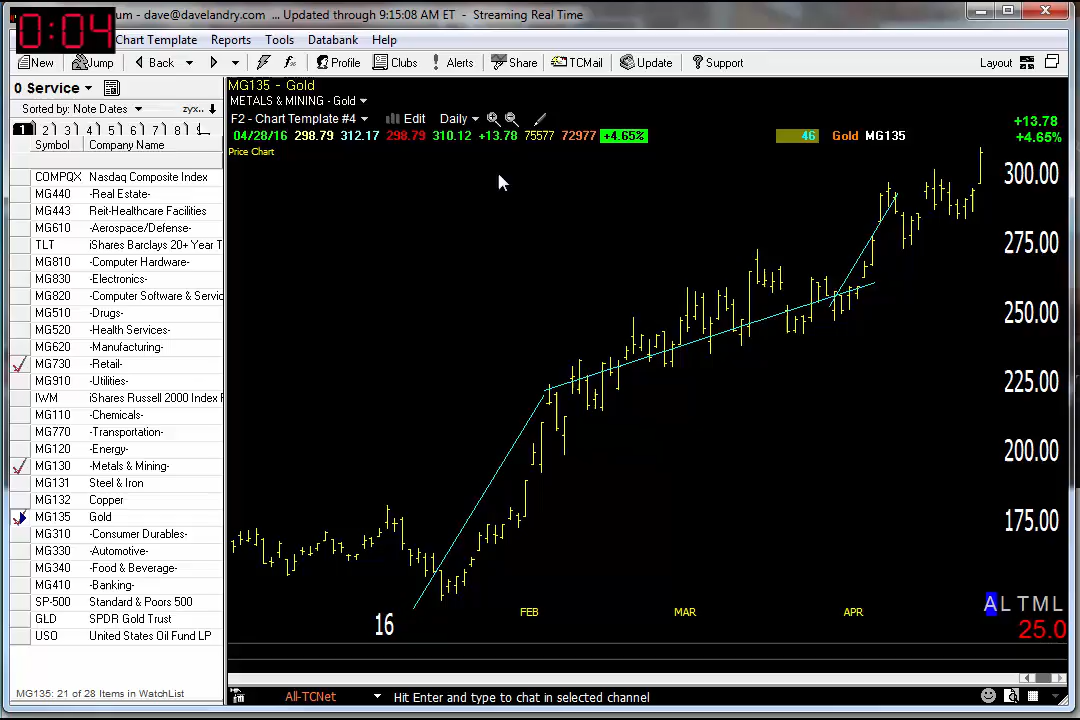 0:04
um - dave@davelandry.com ... Updated through 9:15:08 AM ET - Streaming Real Time
Chart Template Reports Tools Databank Help
New Jump Back Profile Clubs Alerts Share TCMail Update Support Layout
0 Service
Sorted by: Note Dates zyx..
1 2 3 4 5 6 7 8
Symbol Company Name
COMPQX Nasdaq Composite Index
MG440 -Real Estate-
MG443 Reit-Healthcare Facilities
MG610 -Aerospace/Defense-
TLT iShares Barclays 20+ Year T
MG810 -Computer Hardware-
MG830 -Electronics-
MG820 -Computer Software & Servic
MG510 -Drugs-
MG520 -Health Services-
MG620 -Manufacturing-
MG730 -Retail-
MG910 -Utilities-
IWM iShares Russell 2000 Index F
MG110 -Chemicals-
MG770 -Transportation-
MG120 -Energy-
MG130 -Metals & Mining-
MG131 Steel & Iron
MG132 Copper
MG135 Gold
MG310 -Consumer Durables-
MG330 -Automotive-
MG340 -Food & Beverage-
MG410 -Banking-
SP-500 Standard & Poors 500
GLD SPDR Gold Trust
USO United States Oil Fund LP
MG135: 21 of 28 Items in WatchList
MG135 - Gold
METALS & MINING - Gold
F2 - Chart Template #4 Edit Daily
04/28/16 298.79 312.17 298.79 310.12 +13.78 75577 72977 +4.65% 46 Gold MG135
+13.78
+4.65%
Price Chart
300.00
275.00
250.00
225.00
200.00
175.00
16 FEB MAR APR
A L T M L
25.0
All-TCNet Hit Enter and type to chat in selected channel